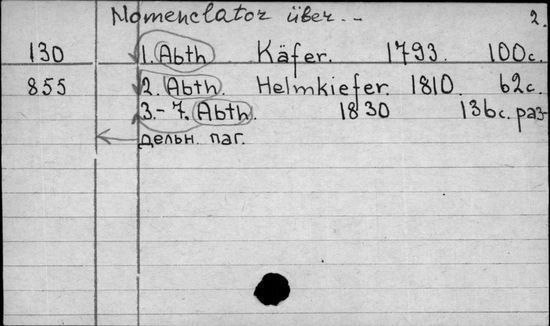 Nomenclator über... 2.
130 1. Abth Käfer. 1793. 100c.
855 2. Abth. Helmkiefer. 1810. 62c.
3.-7. Abth. 1830 136c. раз-
дельн. паг.